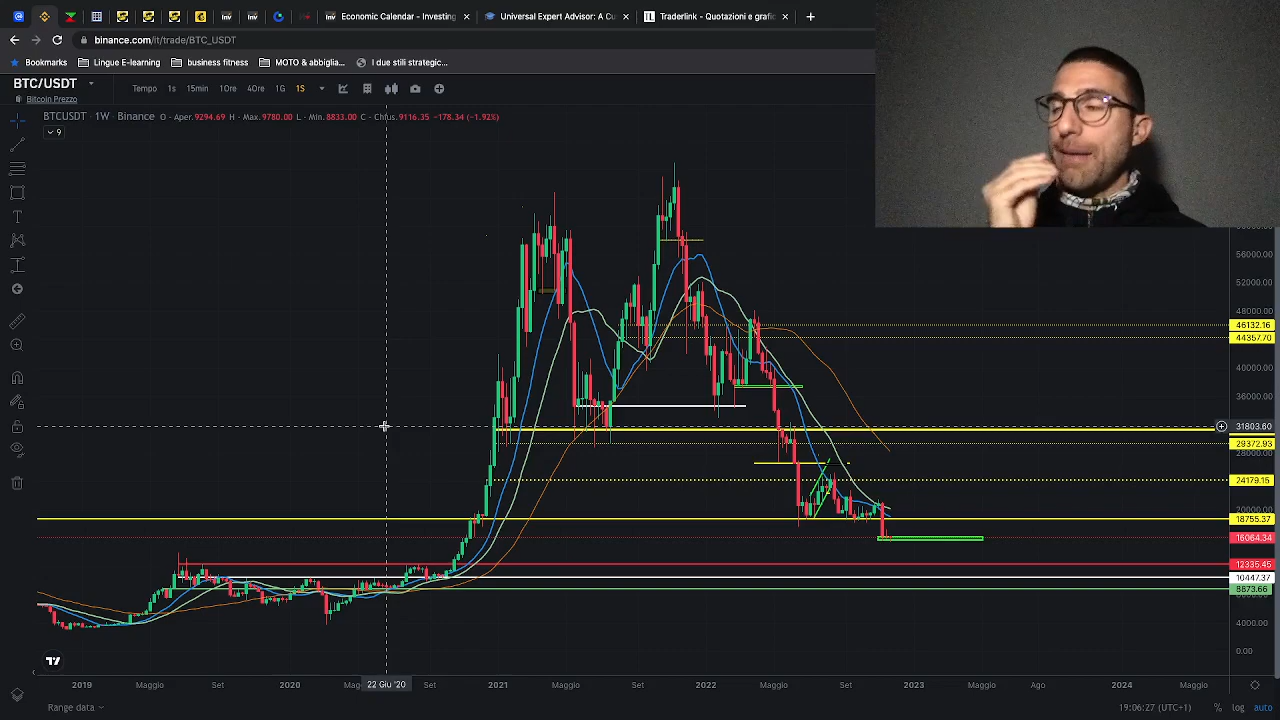 inv
inv
inv
Economic Calendar - Investing
Universal Expert Advisor: A Cu
Traderlink - Quotazioni e grafic
binance.com/it/trade/BTC_USDT
Bookmarks
Lingue E-learning
business fitness
MOTO & abbiglia...
I due stili strategic...
BTC/USDT
Bitcoin Prezzo
Tempo 1s 15min 1Ore 4Ore 1G 1S
BTCUSDT · 1W · Binance O - Aper.9294.69 H - Max.9780.00 L - Min.8833.00 C - Chius.9116.35 -178.34 (-1.92%)
9
56000.00
52000.00
48000.00
46132.16
44357.70
40000.00
36000.00
31803.60
29372.93
28000.00
24179.15
20000.00
18755.37
16064.34
12335.45
10447.37
8873.66
4000.00
0.00
2019 Maggio Set 2020 22 Giu '20 Set 2021 Maggio Set 2022 Maggio Set 2023 Maggio Ago 2024 Maggio
Range data
19:06:27 (UTC+1) % log auto